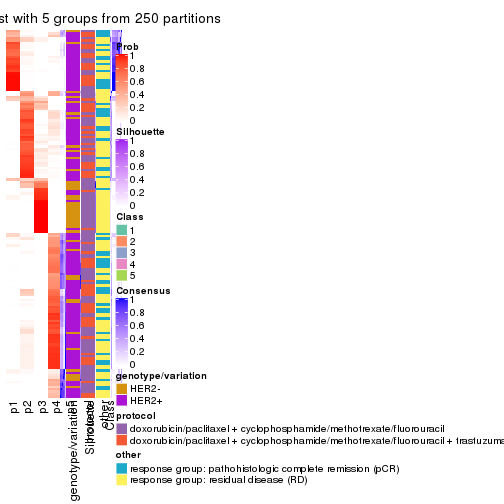 st with 5 groups from 250 partitions
Prob
1
0.8
0.6
0.4
0.2
0
Silhouette
1
0.8
0.6
0.4
0.2
0
Class
1
2
3
4
5
Consensus
1
0.8
0.6
0.4
0.2
0
genotype/variation
HER2-
HER2+
protocol
doxorubicin/paclitaxel + cyclophosphamide/methotrexate/fluorouracil
doxorubicin/paclitaxel + cyclophosphamide/methotrexate/fluorouracil + trastuzuma
other
response group: pathohistologic complete remission (pCR)
response group: residual disease (RD)
p1
p2
p3
p4
p5
genotype/variation
Silhouette
protocol
other
Class